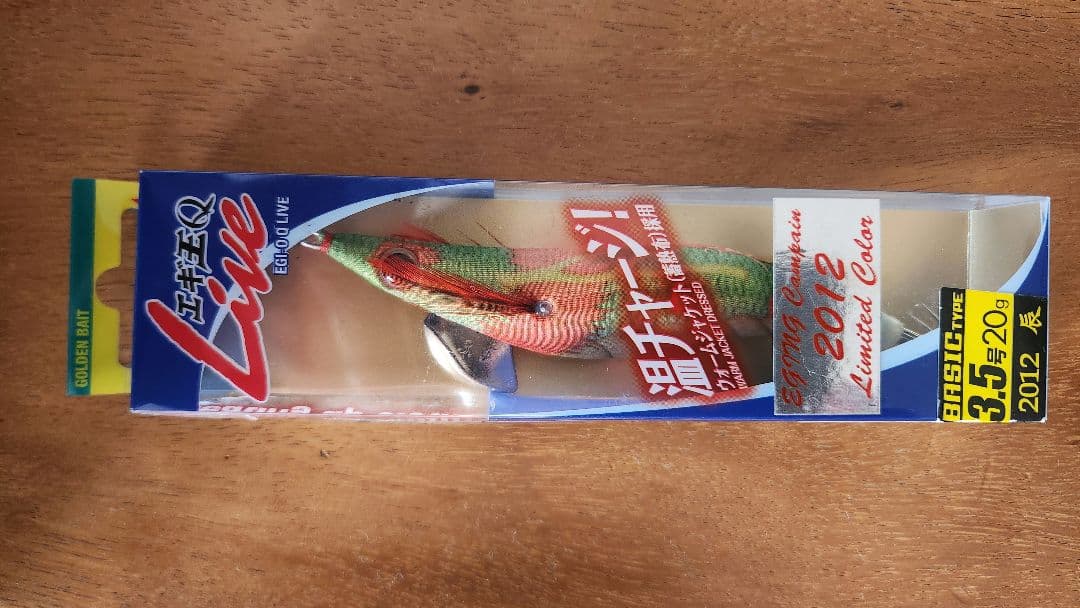 GOLDEN BAIT
エギ王Q
Live
EGI-OQ LIVE
温チャージ!
ウォームジャケット(蓄熱布)採用
WARM JACKET DRESSED
EGING Campain
2012
Limited Color
BASIC TYPE
3.5号20g
2012 辰